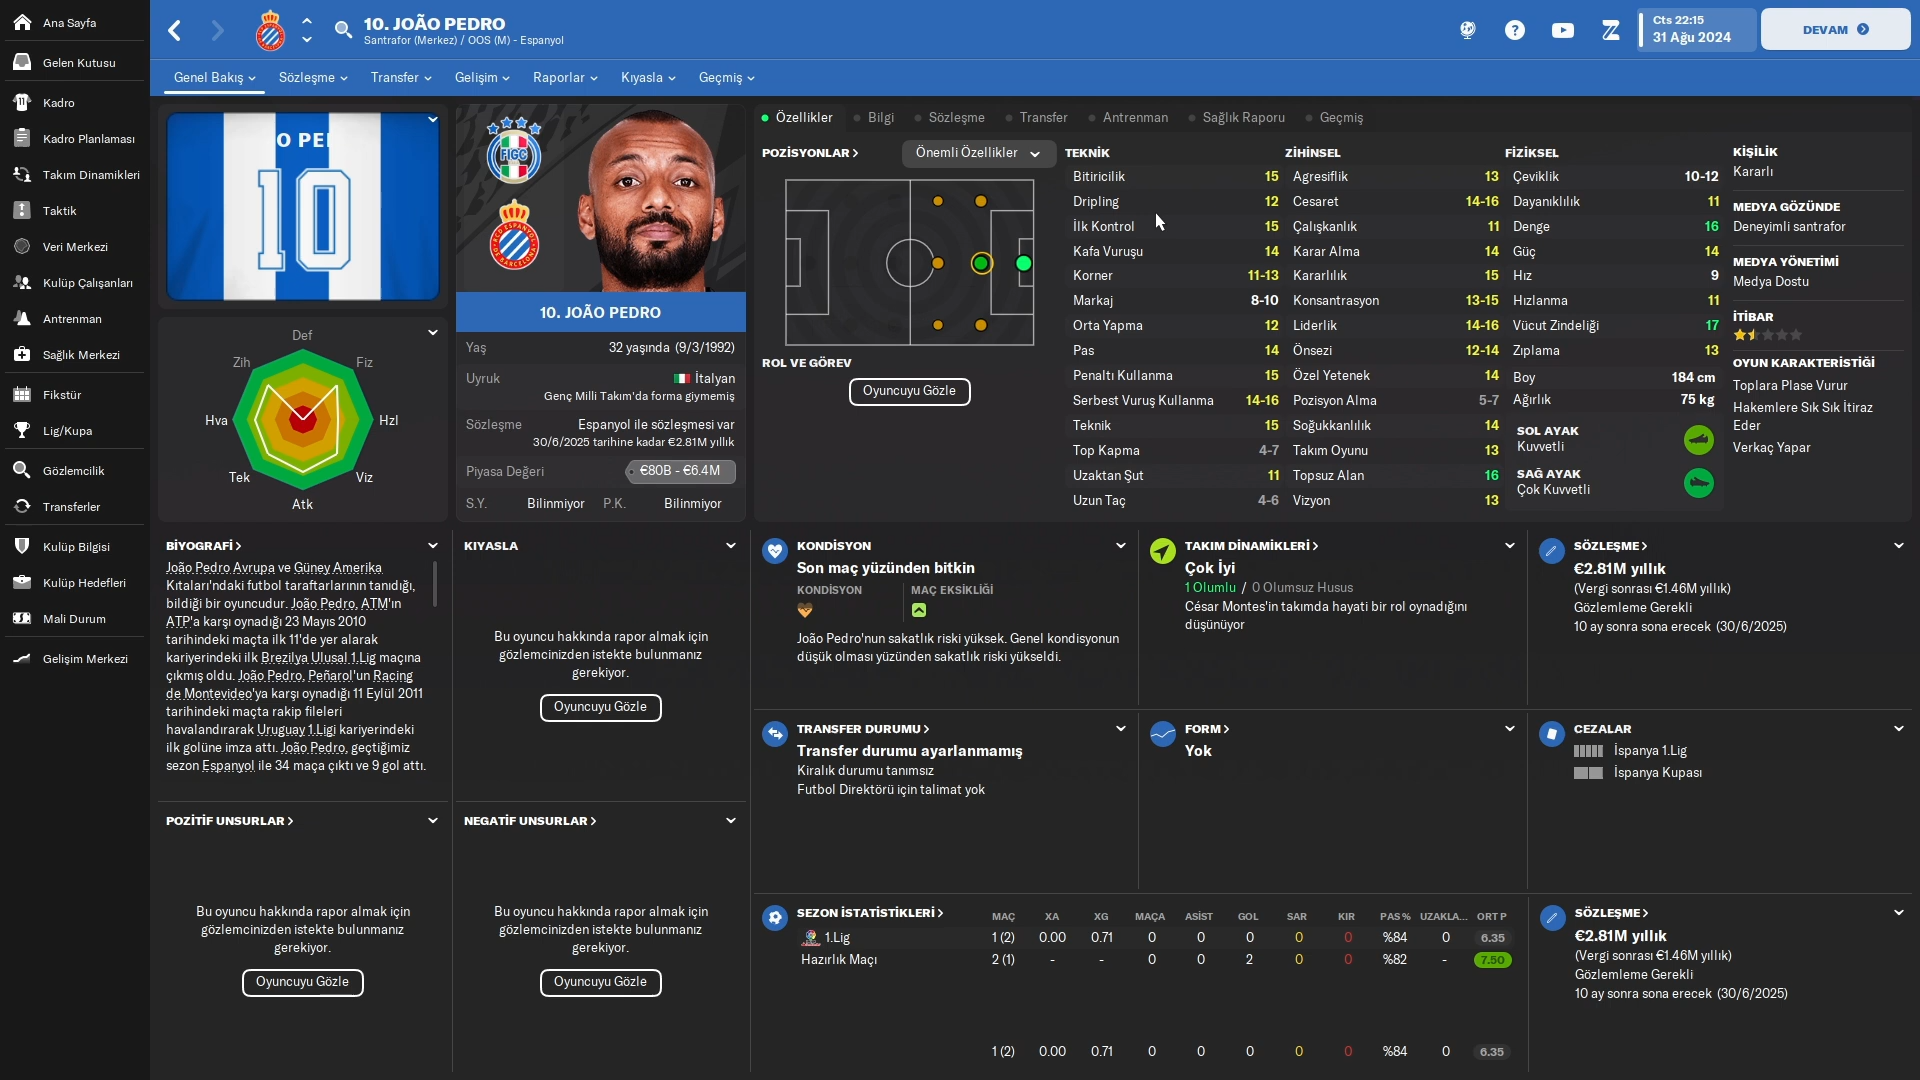 Ana Sayfa
Gelen Kutusu
Kadro
Kadro Planlaması
Takım Dinamikleri
Taktik
Veri Merkezi
Kulüp Çalışanları
Antrenman
Sağlık Merkezi
Fikstür
Lig/Kupa
Gözlemcilik
Transferler
Kulüp Bilgisi
Kulüp Hedefleri
Mali Durum
Gelişim Merkezi
10. JOÃO PEDRO
Santrafor (Merkez) / OOS (M) - Espanyol
Cts 22:15
31 Ağu 2024
DEVAM
Genel Bakış
Sözleşme
Transfer
Gelişim
Raporlar
Kıyasla
Geçmiş
O PE
10
Def
Fiz
Hzl
Viz
Atk
Tek
Hva
Zih
FIGC
10. JOÃO PEDRO
Yaş 32 yaşında (9/3/1992)
Uyruk İtalyan
Genç Milli Takım'da forma giymemiş
Sözleşme Espanyol ile sözleşmesi var
30/6/2025 tarihine kadar €2.81M yıllık
Piyasa Değeri €80B - €6.4M
S.Y. Bilinmiyor P.K. Bilinmiyor
Özellikler
Bilgi
Sözleşme
Transfer
Antrenman
Sağlık Raporu
Geçmiş
POZİSYONLAR
Önemli Özellikler
ROL VE GÖREV
Oyuncuyu Gözle
TEKNİK
Bitiricilik 15
Dripling 12
İlk Kontrol 15
Kafa Vuruşu 14
Korner 11-13
Markaj 8-10
Orta Yapma 12
Pas 14
Penaltı Kullanma 15
Serbest Vuruş Kullanma 14-16
Teknik 15
Top Kapma 4-7
Uzaktan Şut 11
Uzun Taç 4-6
ZİHİNSEL
Agresiflik 13
Cesaret 14-16
Çalışkanlık 11
Karar Alma 14
Kararlılık 15
Konsantrasyon 13-15
Liderlik 14-16
Önsezi 12-14
Özel Yetenek 14
Pozisyon Alma 5-7
Soğukkanlılık 14
Takım Oyunu 13
Topsuz Alan 16
Vizyon 13
FİZİKSEL
Çeviklik 10-12
Dayanıklılık 11
Denge 16
Güç 14
Hız 9
Hızlanma 11
Vücut Zindeliği 17
Zıplama 13
Boy 184 cm
Ağırlık 75 kg
SOL AYAK
Kuvvetli
SAĞ AYAK
Çok Kuvvetli
KİŞİLİK
Kararlı
MEDYA GÖZÜNDE
Deneyimli santrafor
MEDYA YÖNETİMİ
Medya Dostu
İTİBAR
OYUN KARAKTERİSTİĞİ
Toplara Plase Vurur
Hakemlere Sık Sık İtiraz
Eder
Verkaç Yapar
BİYOGRAFİ
João Pedro Avrupa ve Güney Amerika
Kıtaları'ndaki futbol taraftarlarının tanıdığı,
bildiği bir oyuncudur. João Pedro, ATM'ın
ATP'a karşı oynadığı 23 Mayıs 2010
tarihindeki maçta ilk 11'de yer alarak
kariyerindeki ilk Brezilya Ulusal 1.Lig maçına
çıkmış oldu. João Pedro, Peñarol'un Racing
de Montevideo'ya karşı oynadığı 11 Eylül 2011
tarihindeki maçta rakip fileleri
havalandırarak Uruguay 1.Ligi kariyerindeki
ilk golüne imza attı. João Pedro, geçtiğimiz
sezon Espanyol ile 34 maça çıktı ve 9 gol attı.
KIYASLA
Bu oyuncu hakkında rapor almak için
gözlemcinizden istekte bulunmanız
gerekiyor.
Oyuncuyu Gözle
POZİTİF UNSURLAR
Bu oyuncu hakkında rapor almak için
gözlemcinizden istekte bulunmanız
gerekiyor.
Oyuncuyu Gözle
NEGATİF UNSURLAR
Bu oyuncu hakkında rapor almak için
gözlemcinizden istekte bulunmanız
gerekiyor.
Oyuncuyu Gözle
KONDİSYON
Son maç yüzünden bitkin
KONDİSYON MAÇ EKSİKLİĞİ
João Pedro'nun sakatlık riski yüksek. Genel kondisyonun
düşük olması yüzünden sakatlık riski yükseldi.
TAKIM DİNAMİKLERİ
Çok İyi
1 Olumlu / 0 Olumsuz Husus
César Montes'in takımda hayati bir rol oynadığını
düşünüyor
SÖZLEŞME
€2.81M yıllık
(Vergi sonrası €1.46M yıllık)
Gözlemleme Gerekli
10 ay sonra sona erecek (30/6/2025)
TRANSFER DURUMU
Transfer durumu ayarlanmamış
Kiralık durumu tanımsız
Futbol Direktörü için talimat yok
FORM
Yok
CEZALAR
İspanya 1.Lig
İspanya Kupası
SEZON İSTATİSTİKLERİ MAÇ XA XG MAÇA ASİST GOL SAR KIR PAS % UZAKLA... ORT P
1.Lig 1 (2) 0.00 0.71 0 0 0 0 0 %84 0 6.35
Hazırlık Maçı 2 (1) - - 0 0 2 0 0 %82 - 7.50
1 (2) 0.00 0.71 0 0 0 0 0 %84 0 6.35
SÖZLEŞME
€2.81M yıllık
(Vergi sonrası €1.46M yıllık)
Gözlemleme Gerekli
10 ay sonra sona erecek (30/6/2025)